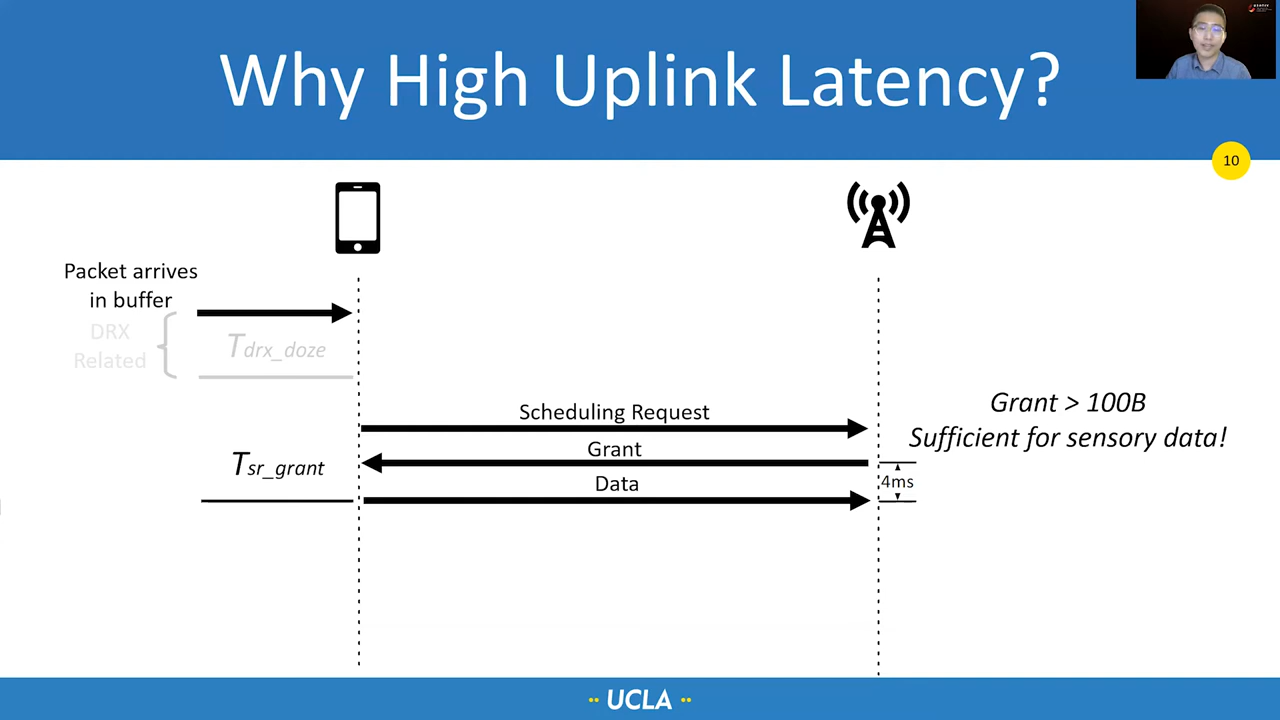 Why High Uplink Latency?
10
Packet arrives
in buffer
DRX
Related
Tdrx_doze
Scheduling Request
Grant > 100B
Sufficient for sensory data!
Grant
Tsr_grant
4ms
Data
UCLA